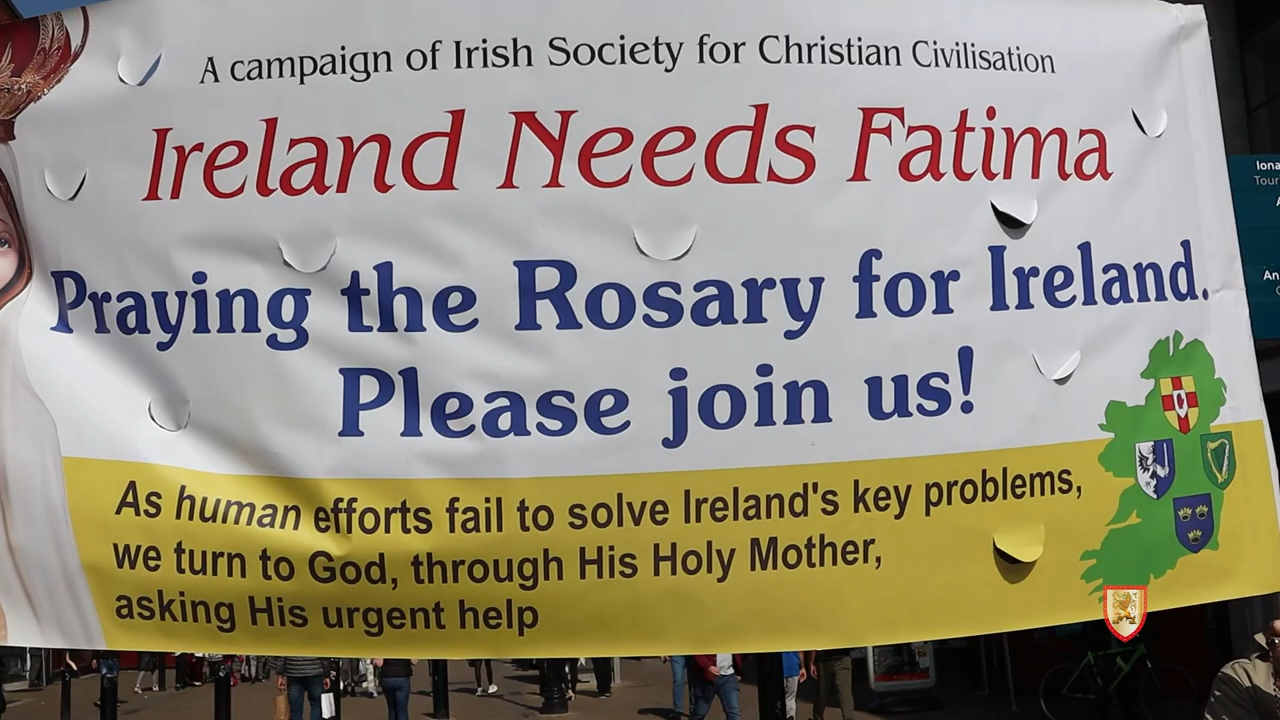 A campaign of Irish Society for Christian Civilisation
Ireland Needs Fatima
Praying the Rosary for Ireland.
Please join us!
As human efforts fail to solve Ireland's key problems,
we turn to God, through His Holy Mother,
asking His urgent help